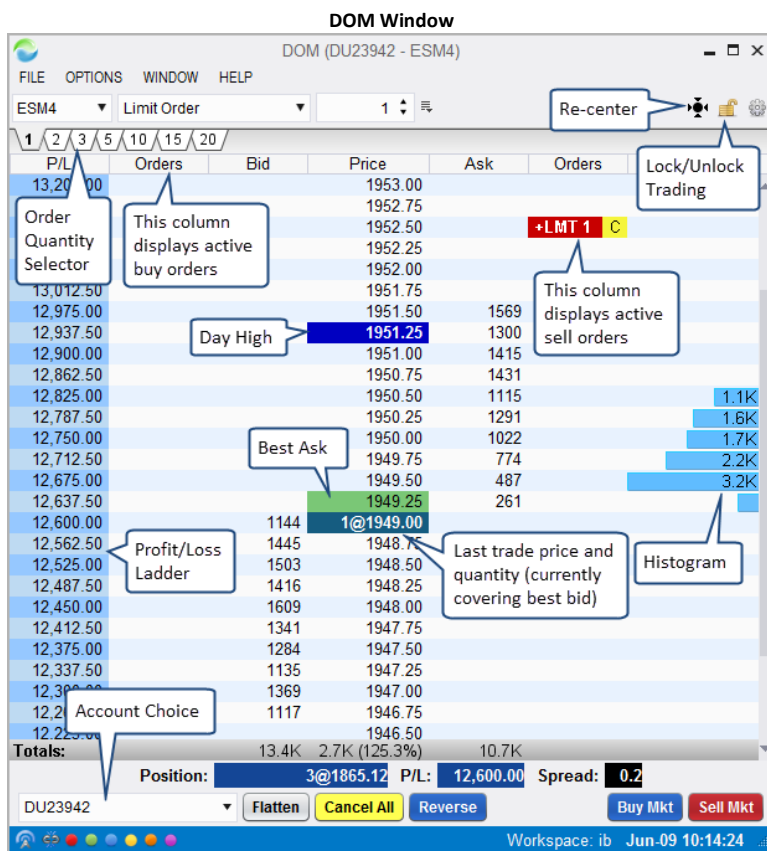 DOM Window
DOM (DU23942 - ESM4)
FILE OPTIONS WINDOW HELP
ESM4 Limit Order 1
Re-center
1 2 3 5 10 15 20
P/L Orders Bid Price Ask Orders
Lock/Unlock
Trading
1953.00
1952.75
Order
Quantity
Selector
This column
displays active
buy orders
1952.50 +LMT 1 C
1952.25
1952.00
13,012.50 1951.75
This column
displays active
sell orders
12,975.00 1951.50 1569
Day High
12,937.50 1951.25 1300
12,900.00 1951.00 1415
12,862.50 1950.75 1431
12,825.00 1950.50 1115 1.1K
12,787.50 1950.25 1291 1.6K
12,750.00 1950.00 1022 1.7K
Best Ask
12,712.50 1949.75 774 2.2K
12,675.00 1949.50 487 3.2K
12,637.50 1949.25 261
12,600.00 1144 1@1949.00
12,562.50 1445 1948.75
Profit/Loss
Ladder
Last trade price and
quantity (currently
covering best bid)
Histogram
12,525.00 1503 1948.50
12,487.50 1416 1948.25
12,450.00 1609 1948.00
12,412.50 1341 1947.75
12,375.00 1284 1947.50
12,337.50 1135 1947.25
1369 1947.00
Account Choice
1117 1946.75
1946.50
Totals: 13.4K 2.7K (125.3%) 10.7K
Position: 3@1865.12 P/L: 12,600.00 Spread: 0.2
DU23942 Flatten Cancel All Reverse Buy Mkt Sell Mkt
Workspace: ib Jun-09 10:14:24